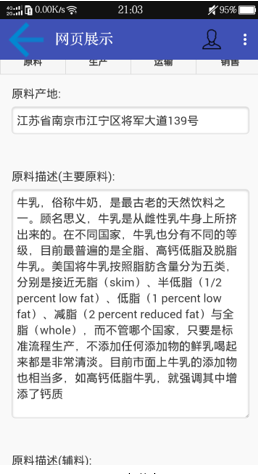 0.00K/s 21:03 95%
网页展示
原料 生产 运输 销售
原料产地:
江苏省南京市江宁区将军大道139号
原料描述(主要原料):
牛乳，俗称牛奶，是最古老的天然饮料之
一。顾名思义，牛乳是从雌性乳牛身上所挤
出来的。在不同国家，牛乳也分有不同的等
级，目前最普遍的是全脂、高钙低脂及脱脂
牛乳。美国将牛乳按照脂肪含量分为五类，
分别是接近无脂（skim）、半低脂（1/2
percent low fat）、低脂（1 percent low
fat）、减脂（2 percent reduced fat）与全
脂（whole），而不管哪个国家，只要是标
准流程生产，不添加任何添加物的鲜乳喝起
来都是非常清淡。目前市面上牛乳的添加物
也相当多，如高钙低脂牛乳，就强调其中增
添了钙质
原料描述(辅料):